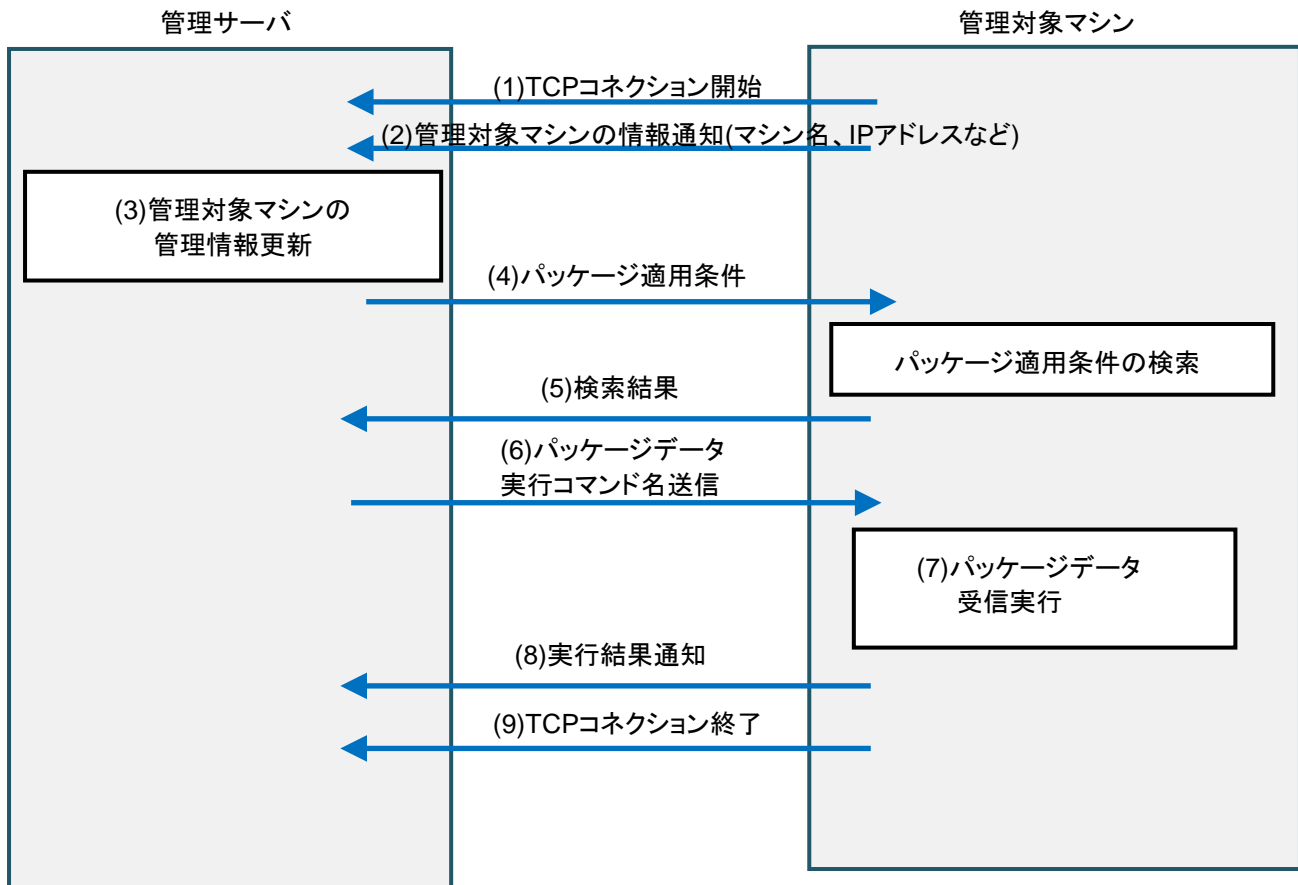 管理サーバ
管理対象マシン
(1)TCPコネクション開始
(2)管理対象マシンの情報通知(マシン名、IPアドレスなど)
(3)管理対象マシンの
管理情報更新
(4)パッケージ適用条件
パッケージ適用条件の検索
(5)検索結果
(6)パッケージデータ
実行コマンド名送信
(7)パッケージデータ
受信実行
(8)実行結果通知
(9)TCPコネクション終了